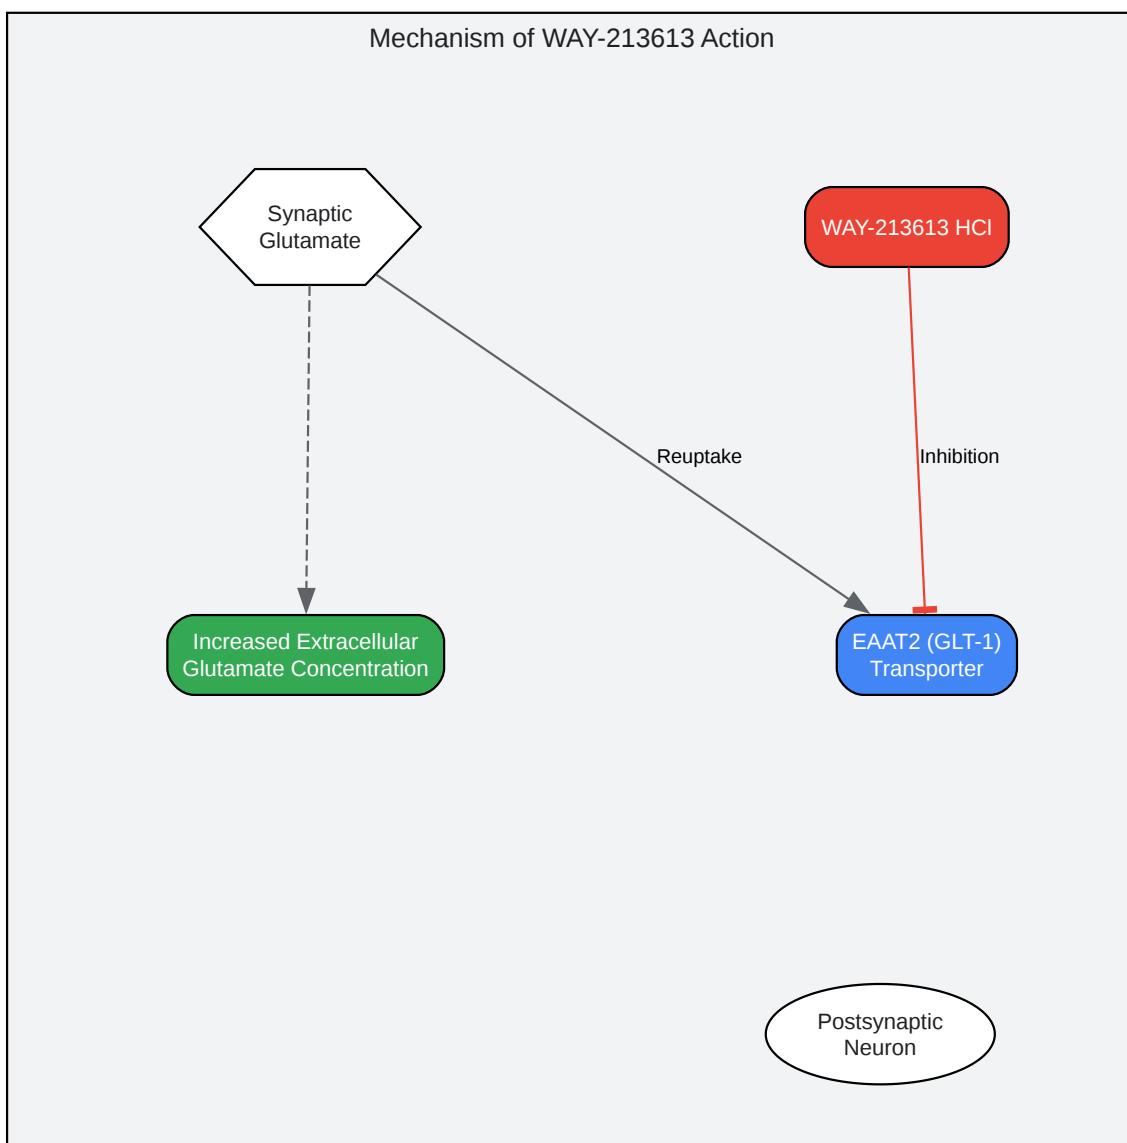 Mechanism of WAY-213613 Action
Synaptic
Glutamate
WAY-213613 HCl
Reuptake
Inhibition
Increased Extracellular
Glutamate Concentration
EAAT2 (GLT-1)
Transporter
Postsynaptic
Neuron